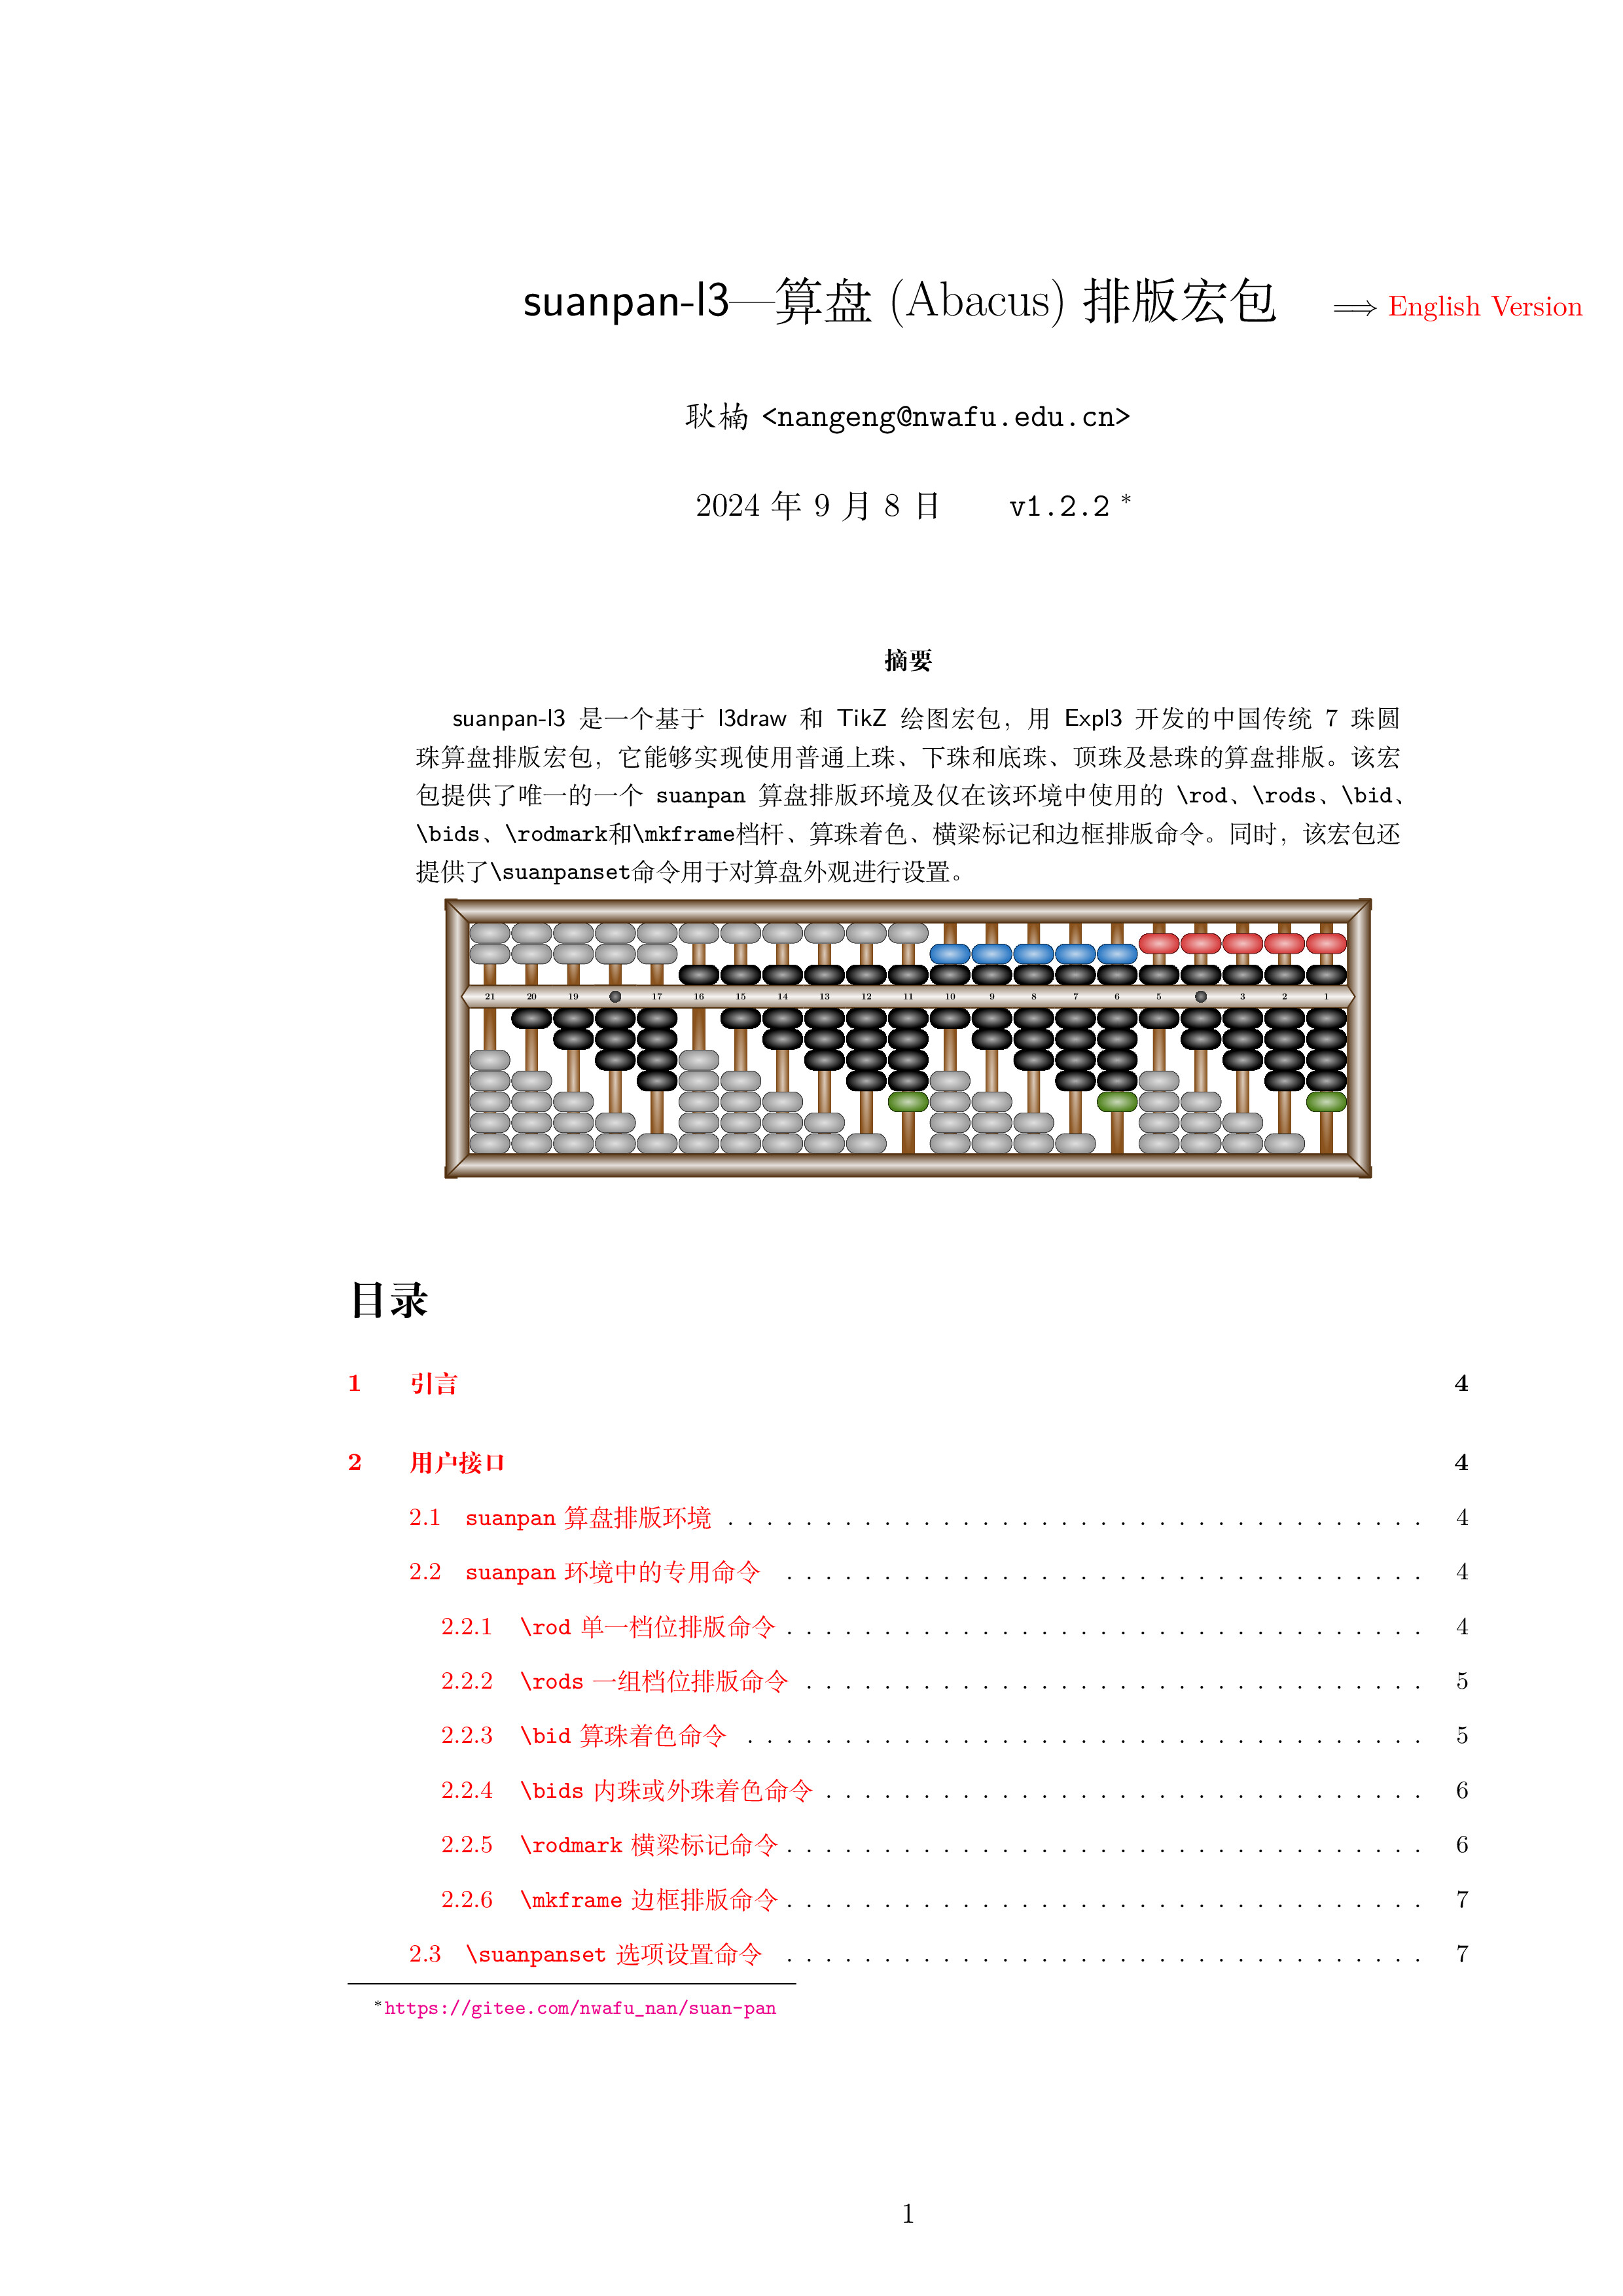 suanpan-l3—算盘 (Abacus) 排版宏包 ⟹ English Version
耿楠 <nangeng@nwafu.edu.cn>
2024 年 9 月 8 日 v1.2.2 *
摘要
suanpan-l3 是一个基于 l3draw 和 TikZ 绘图宏包，用 Expl3 开发的中国传统 7 珠圆
珠算盘排版宏包，它能够实现使用普通上珠、下珠和底珠、顶珠及悬珠的算盘排版。该宏
包提供了唯一的一个 suanpan 算盘排版环境及仅在该环境中使用的 \rod、\rods、\bid、
\bids、\rodmark和\mkframe档杆、算珠着色、横梁标记和边框排版命令。同时，该宏包还
提供了\suanpanset命令用于对算盘外观进行设置。
21 20 19 17 16 15 14 13 12 11 10 9 8 7 6 5 3 2 1
目录
1 引言 4
2 用户接口 4
2.1 suanpan 算盘排版环境 . . . . . . . . . . . . . . . . . . . . . . . . . . . . . . . . . . . . 4
2.2 suanpan 环境中的专用命令 . . . . . . . . . . . . . . . . . . . . . . . . . . . . . . . . . 4
2.2.1 \rod 单一档位排版命令 . . . . . . . . . . . . . . . . . . . . . . . . . . . . . . . . . 4
2.2.2 \rods 一组档位排版命令 . . . . . . . . . . . . . . . . . . . . . . . . . . . . . . . . 5
2.2.3 \bid 算珠着色命令 . . . . . . . . . . . . . . . . . . . . . . . . . . . . . . . . . . . 5
2.2.4 \bids 内珠或外珠着色命令 . . . . . . . . . . . . . . . . . . . . . . . . . . . . . . . 6
2.2.5 \rodmark 横梁标记命令 . . . . . . . . . . . . . . . . . . . . . . . . . . . . . . . . . 6
2.2.6 \mkframe 边框排版命令 . . . . . . . . . . . . . . . . . . . . . . . . . . . . . . . . . 7
2.3 \suanpanset 选项设置命令 . . . . . . . . . . . . . . . . . . . . . . . . . . . . . . . . . 7
*https://gitee.com/nwafu_nan/suan-pan
1